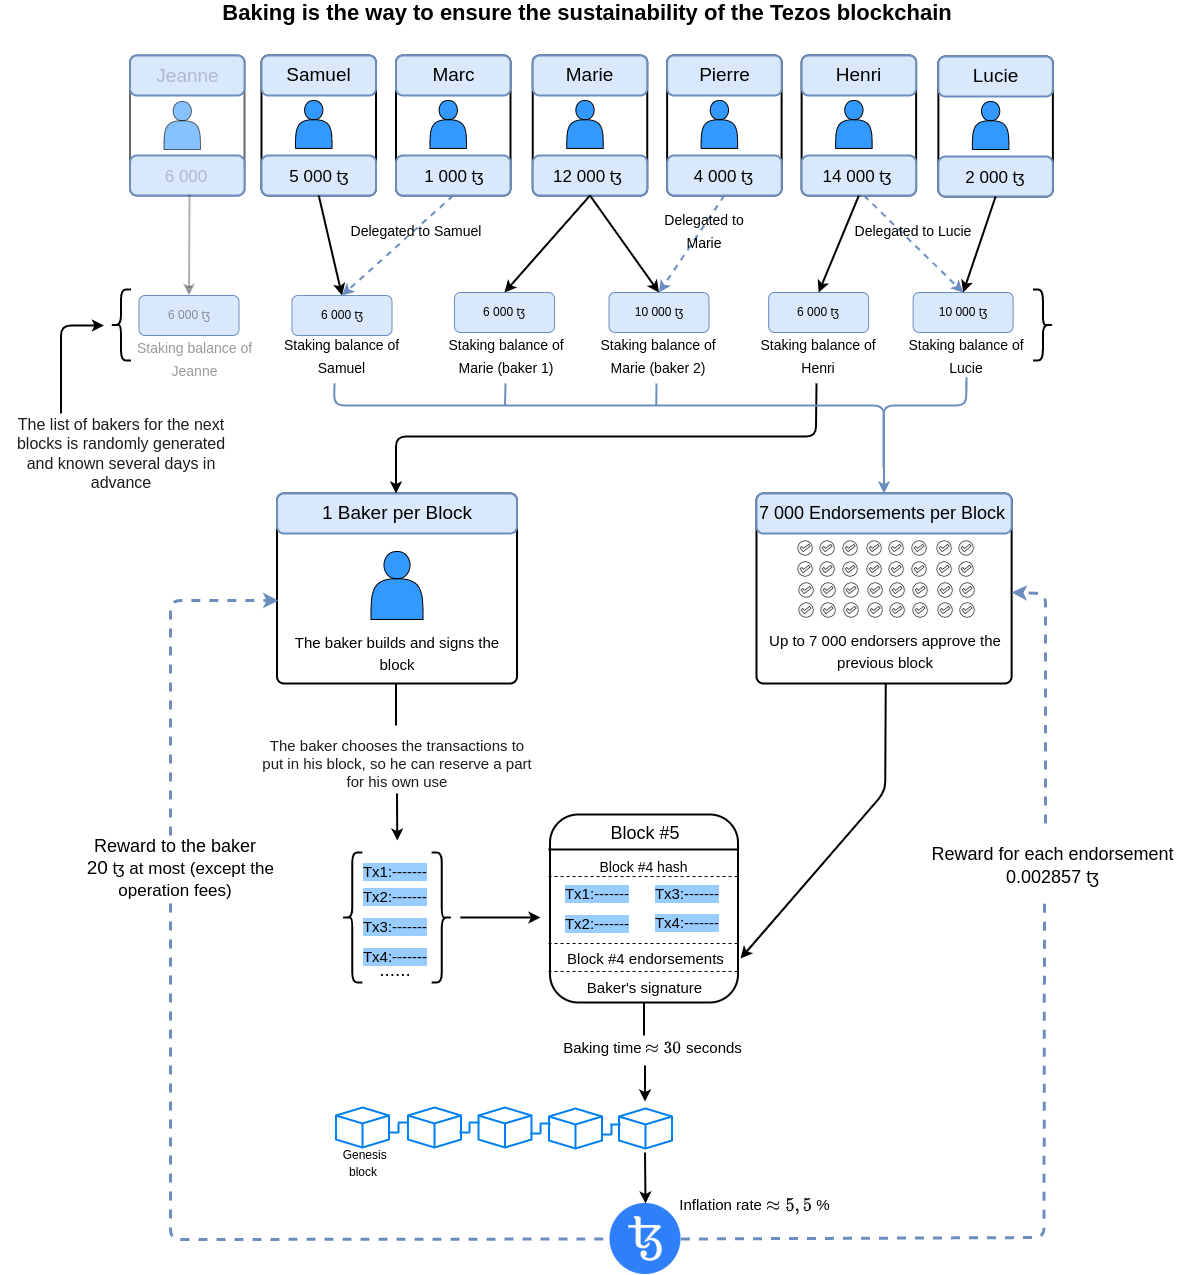 Baking is the way to ensure the sustainability of the Tezos blockchain
Jeanne
Samuel
Marc
Marie
Pierre
Henri
Lucie
6 000
5 000 ꜩ
1 000 ꜩ
12 000 ꜩ
4 000 ꜩ
14 000 ꜩ
2 000 ꜩ
Delegated to Samuel
Delegated to
Marie
Delegated to Lucie
6 000 ꜩ
6 000 ꜩ
6 000 ꜩ
10 000 ꜩ
6 000 ꜩ
10 000 ꜩ
Staking balance of
Jeanne
Staking balance of
Samuel
Staking balance of
Marie (baker 1)
Staking balance of
Marie (baker 2)
Staking balance of
Henri
Staking balance of
Lucie
The list of bakers for the next
blocks is randomly generated
and known several days in
advance
1 Baker per Block
The baker builds and signs the
block
7 000 Endorsements per Block
Up to 7 000 endorsers approve the
previous block
The baker chooses the transactions to
put in his block, so he can reserve a part
for his own use
Reward to the baker
20 ꜩ at most (except the
operation fees)
Tx1:-------
Tx2:-------
Tx3:-------
Tx4:-------
......
Block #5
Block #4 hash
Tx1:-------
Tx3:-------
Tx2:-------
Tx4:-------
Block #4 endorsements
Baker's signature
Reward for each endorsement
0.002857 ꜩ
Baking time ≈ 30 seconds
Genesis
block
Inflation rate ≈ 5,5 %
ꜩ